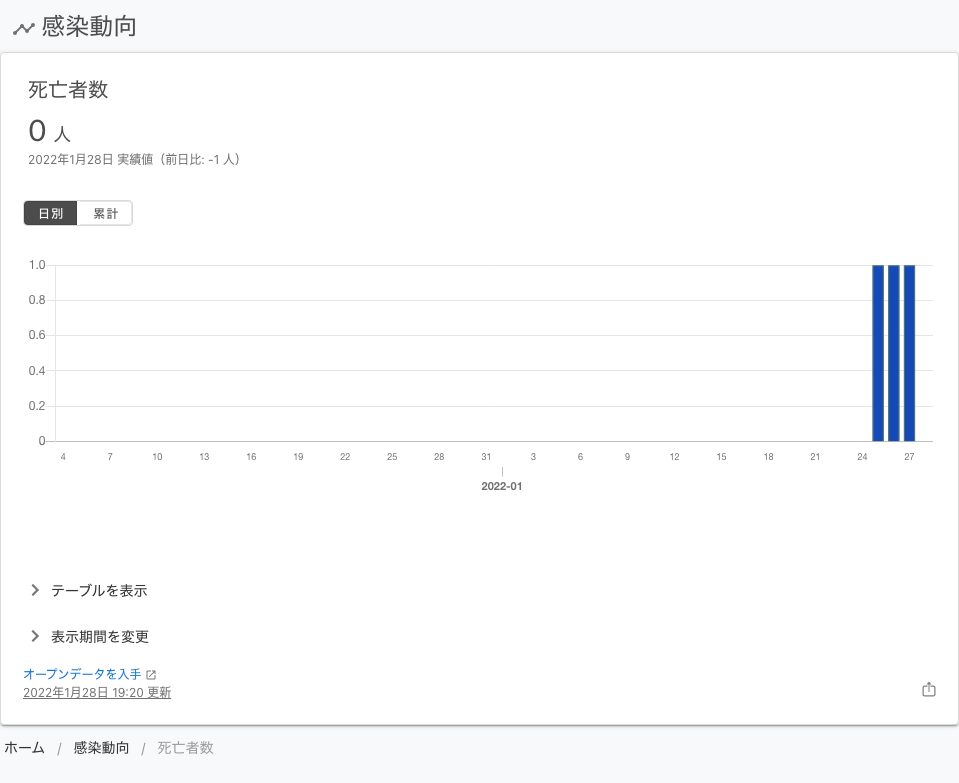 感染動向
死亡者数
0 人
2022年1月28日 実績値（前日比: -1 人）
日別 累計
1.0
0.8
0.6
0.4
0.2
0
4 7 10 13 16 19 22 25 28 31 3 6 9 12 15 18 21 24 27
2022-01
テーブルを表示
表示期間を変更
オープンデータを入手
2022年1月28日 19:20 更新
ホーム / 感染動向 / 死亡者数